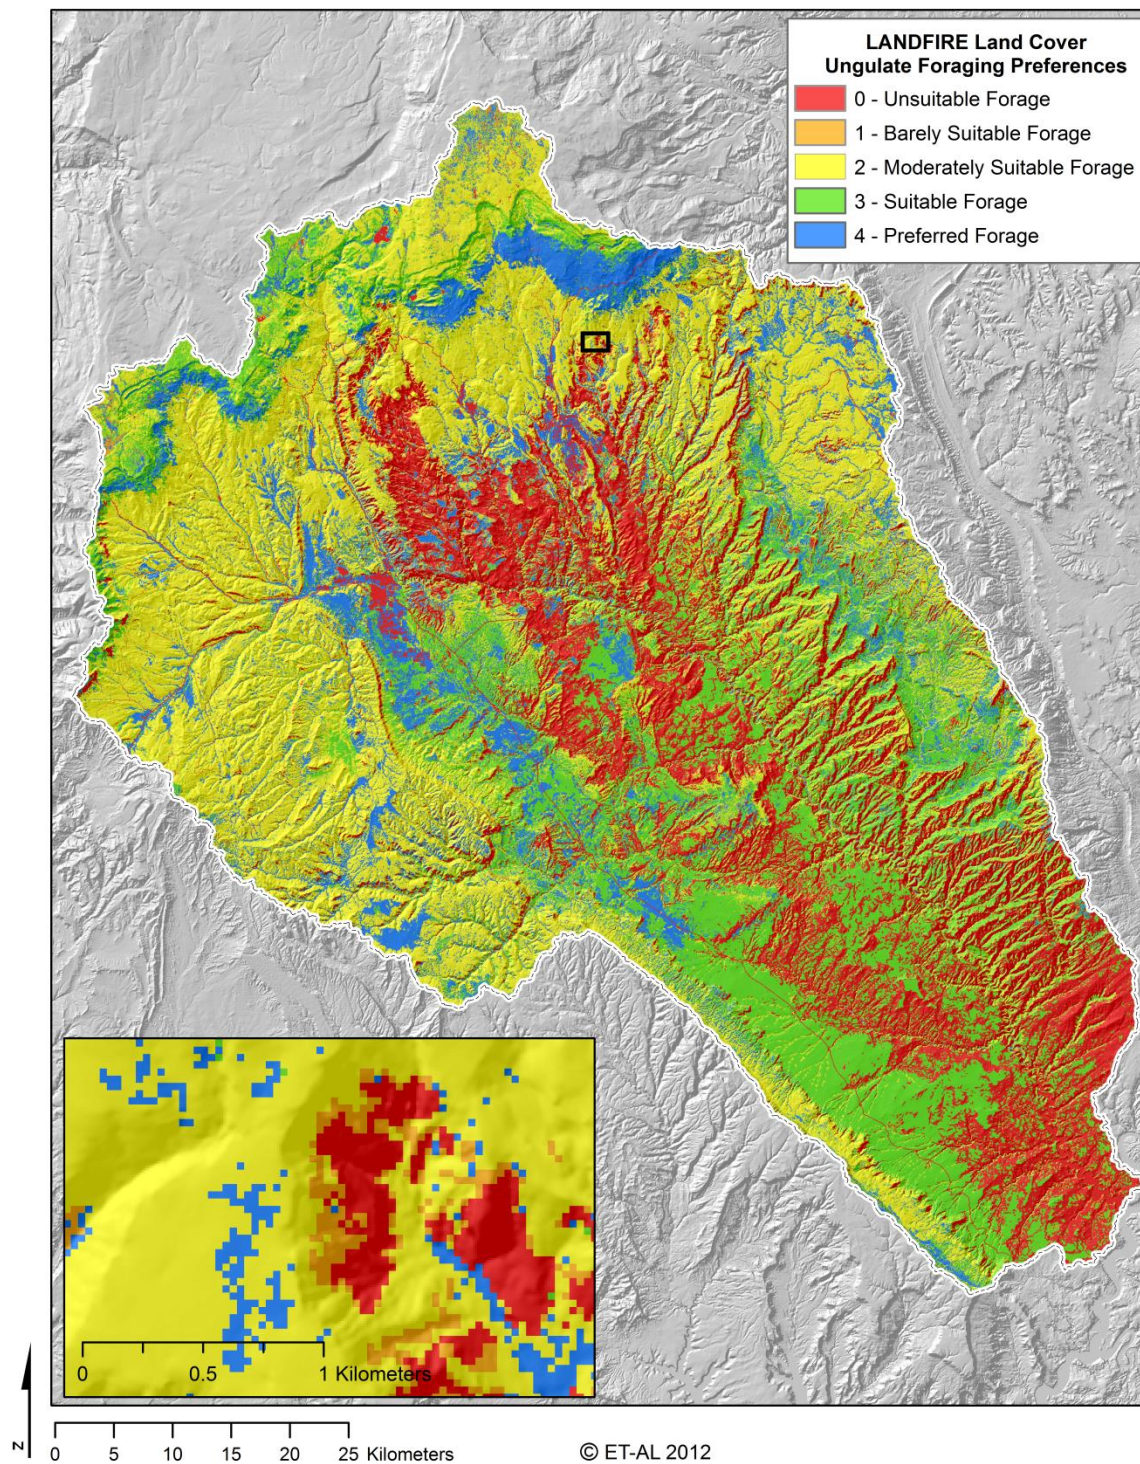 LANDFIRE Land Cover
Ungulate Foraging Preferences
0 - Unsuitable Forage
1 - Barely Suitable Forage
2 - Moderately Suitable Forage
3 - Suitable Forage
4 - Preferred Forage
0 0.5 1 Kilometers
N
0 5 10 15 20 25 Kilometers
© ET-AL 2012